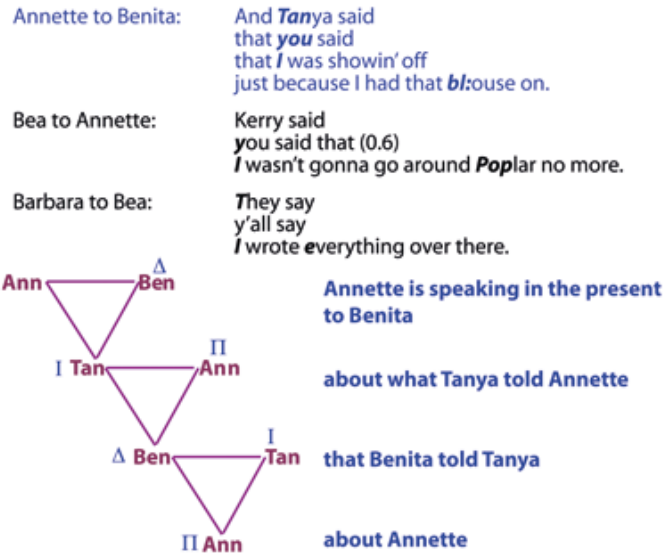 Annette to Benita: And Tanya said
that you said
that I was showin' off
just because I had that bl:ouse on.
Bea to Annette: Kerry said
you said that (0.6)
I wasn't gonna go around Poplar no more.
Barbara to Bea: They say
y'all say
I wrote everything over there.
Δ
Ann Ben
Annette is speaking in the present
to Benita
Π
Ι Tan Ann about what Tanya told Annette
Ι
Δ Ben Tan that Benita told Tanya
Π Ann about Annette